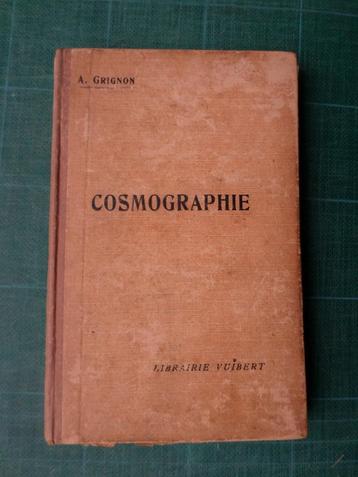 A. GRIGNON
COSMOGRAPHIE
LIBRAIRIE VUIBERT